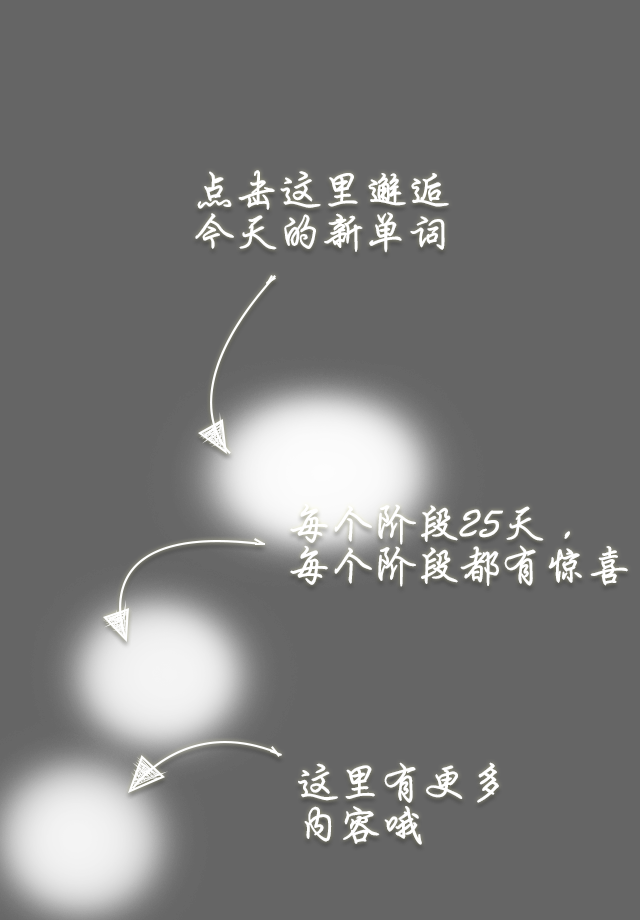 点击这里邂逅
今天的新单词
每个阶段25天，
每个阶段都有惊喜
这里有更多
内容哦